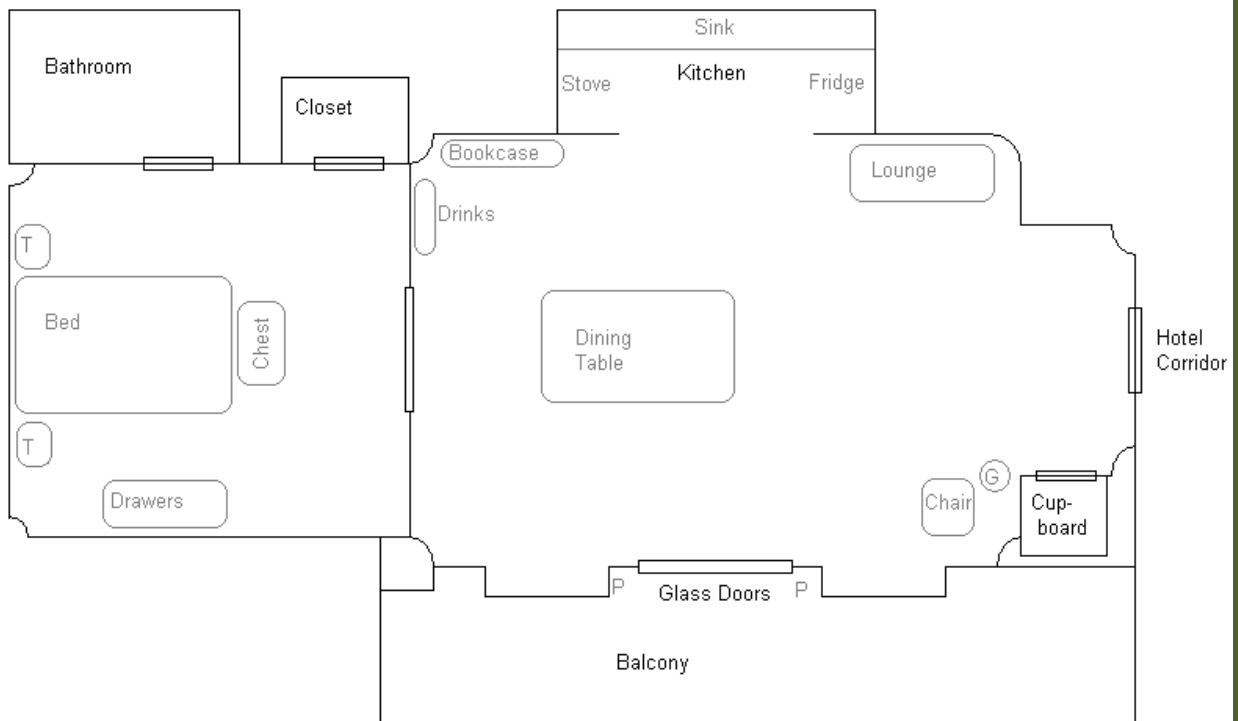 Sink
Bathroom
Kitchen
Stove
Fridge
Closet
Bookcase
Lounge
Drinks
T
Bed
Chest
Dining
Table
Hotel
Corridor
T
G
Drawers
Chair
Cup-
board
P
Glass Doors
P
Balcony